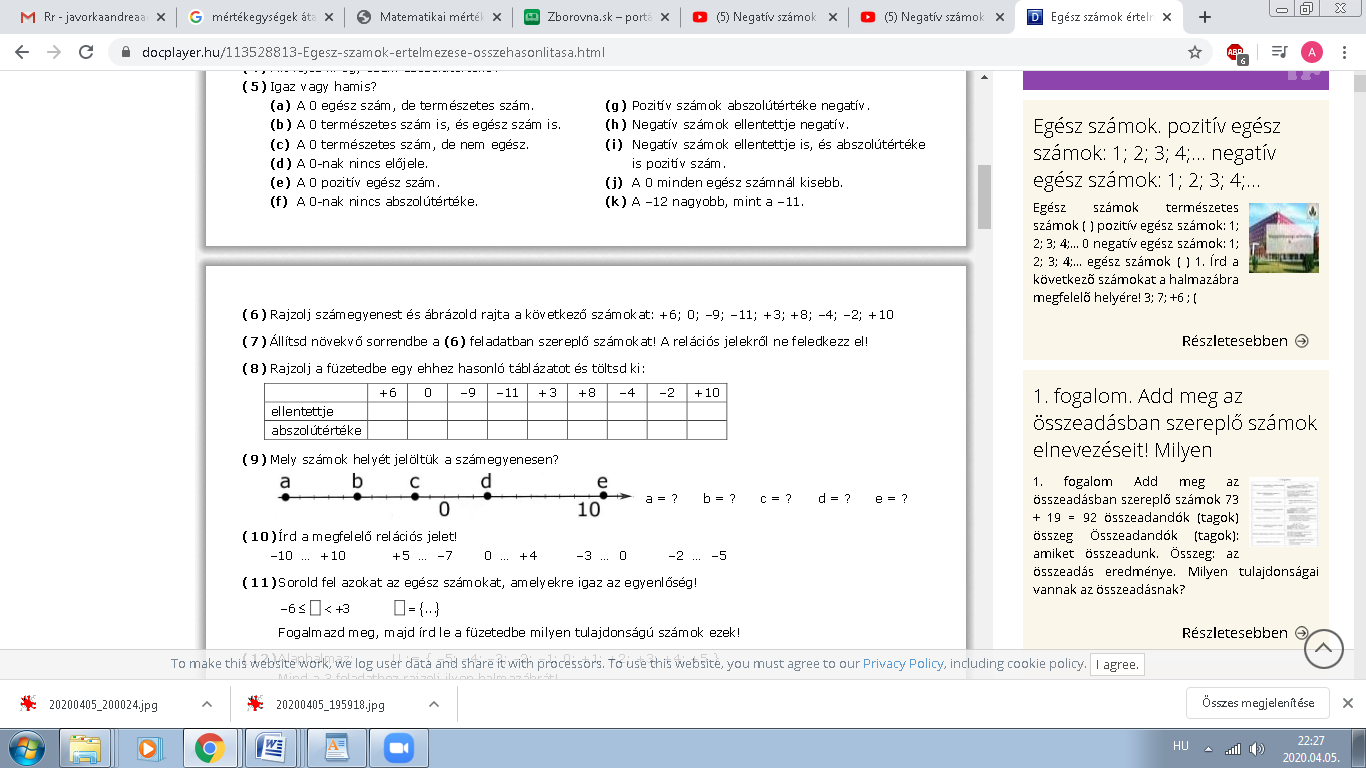 Rr - javorkaandreaa
mértékegységek áta
Matematikai mérték
Zborovňa.sk – portá
(5) Negatív számok
(5) Negatív számok
Egész számok értelm
docplayer.hu/113528813-Egesz-szamok-ertelmezese-osszehasonlitasa.html
6
A
(5) Igaz vagy hamis?
(a) A 0 egész szám, de természetes szám.
(b) A 0 természetes szám is, és egész szám is.
(c) A 0 természetes szám, de nem egész.
(d) A 0-nak nincs előjele.
(e) A 0 pozitív egész szám.
(f) A 0-nak nincs abszolútértéke.
(g) Pozitív számok abszolútértéke negatív.
(h) Negatív számok ellentettje negatív.
(i) Negatív számok ellentettje is, és abszolútértéke
is pozitív szám.
(j) A 0 minden egész számnál kisebb.
(k) A –12 nagyobb, mint a –11.
(6) Rajzolj számegyenest és ábrázold rajta a következő számokat: +6; 0; –9; –11; +3; +8; –4; –2; +10
(7) Állítsd növekvő sorrendbe a (6) feladatban szereplő számokat! A relációs jelekről ne feledkezz el!
(8) Rajzolj a füzetedbe egy ehhez hasonló táblázatot és töltsd ki:
+6 0 –9 –11 +3 +8 –4 –2 +10
ellentettje
abszolútértéke
(9) Mely számok helyét jelöltük a számegyenesen?
a b c d e
0 10
a = ? b = ? c = ? d = ? e = ?
(10) Írd a megfelelő relációs jelet!
–10 ... +10 +5 ... –7 0 ... +4 –3 ... 0 –2 ... –5
(11) Sorold fel azokat az egész számokat, amelyekre igaz az egyenlőség!
–6 ≤ □ < +3 □ = {...}
Fogalmazd meg, majd írd le a füzetedbe milyen tulajdonságú számok ezek!
Egész számok. pozitív egész
számok: 1; 2; 3; 4;... negatív
egész számok: 1; 2; 3; 4;...
Egész számok természetes
számok ( ) pozitív egész számok: 1;
2; 3; 4;... 0 negatív egész számok: 1;
2; 3; 4;... egész számok ( ) 1. Írd a
következő számokat a halmazábra
megfelelő helyére! 3; 7; +6 ; (
Részletesebben
1. fogalom. Add meg az
összeadásban szereplő számok
elnevezéseit! Milyen
1. fogalom Add meg az
összeadásban szereplő számok 73
+ 19 = 92 összeadandók (tagok)
összeg Összeadandók (tagok):
amiket összeadunk. Összeg: az
összeadás eredménye. Milyen tulajdonságai
vannak az összeadásnak?
Részletesebben
To make this website work, we log user data and share it with processors. To use this website, you must agree to our Privacy Policy, including cookie policy. I agree.
20200405_200024.jpg
20200405_195918.jpg
Összes megjelenítése
HU
22:27
2020.04.05.